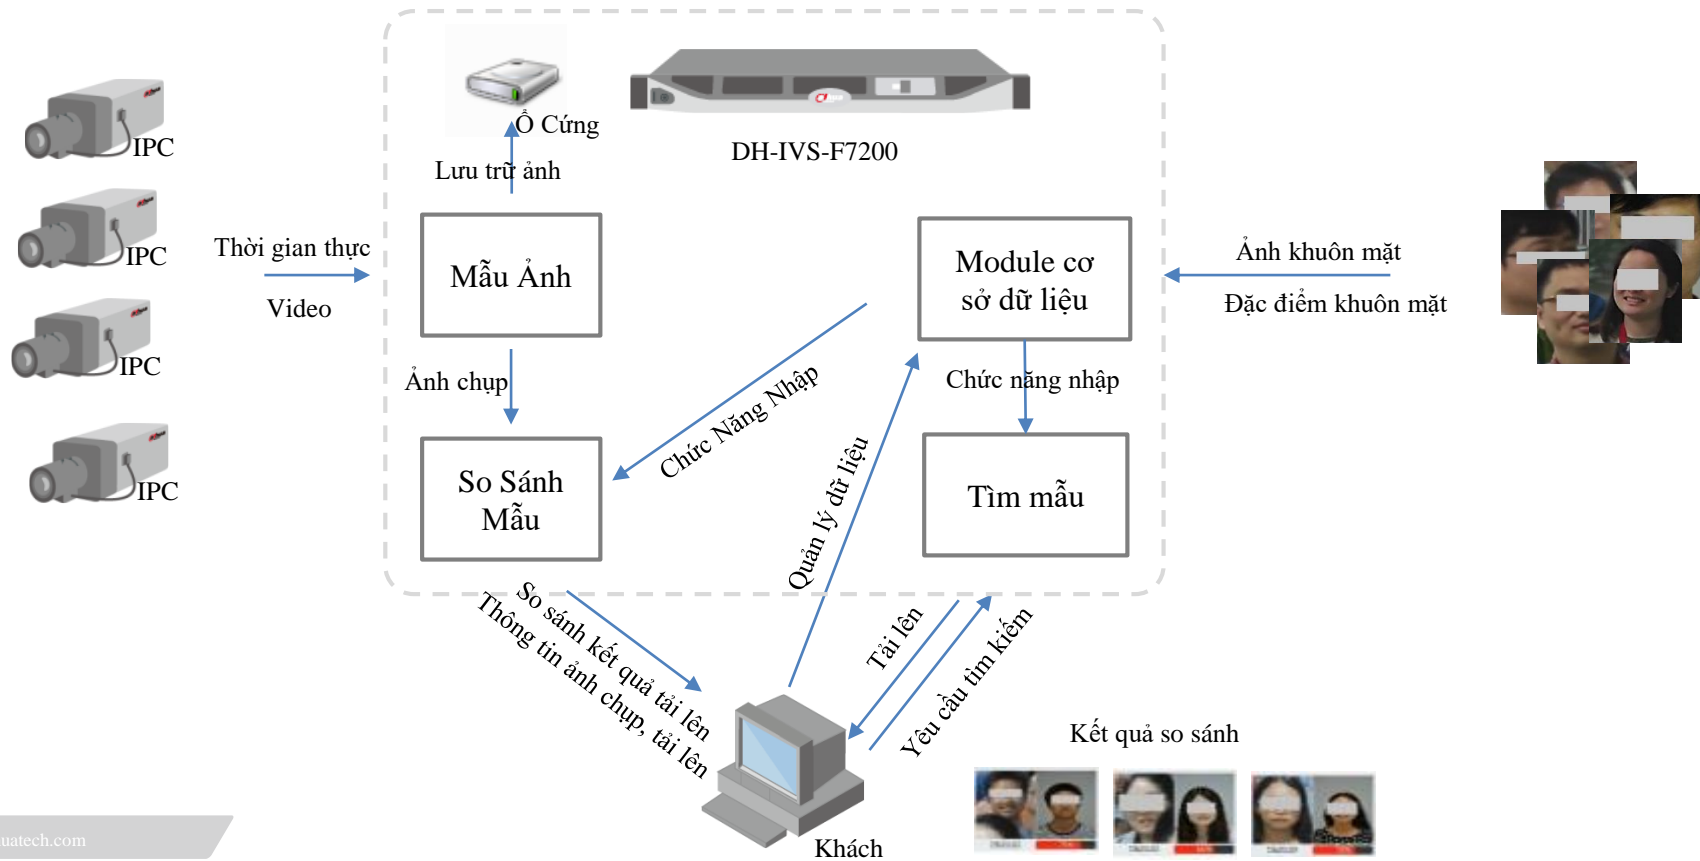 Ổ Cứng
IPC
DH-IVS-F7200
Lưu trữ ảnh
IPC
Thời gian thực
Video
Mẫu Ảnh
Module cơ
sở dữ liệu
Ảnh khuôn mặt
Đặc điểm khuôn mặt
IPC
Ảnh chụp
Chức Năng Nhập
Chức năng nhập
IPC
So Sánh
Mẫu
Quản lý dữ liệu
Tìm mẫu
So sánh kết quả tải lên
Thông tin ảnh chụp, tải lên
Tải lên
Yêu cầu tìm kiếm
Kết quả so sánh
Khách
uatech.com